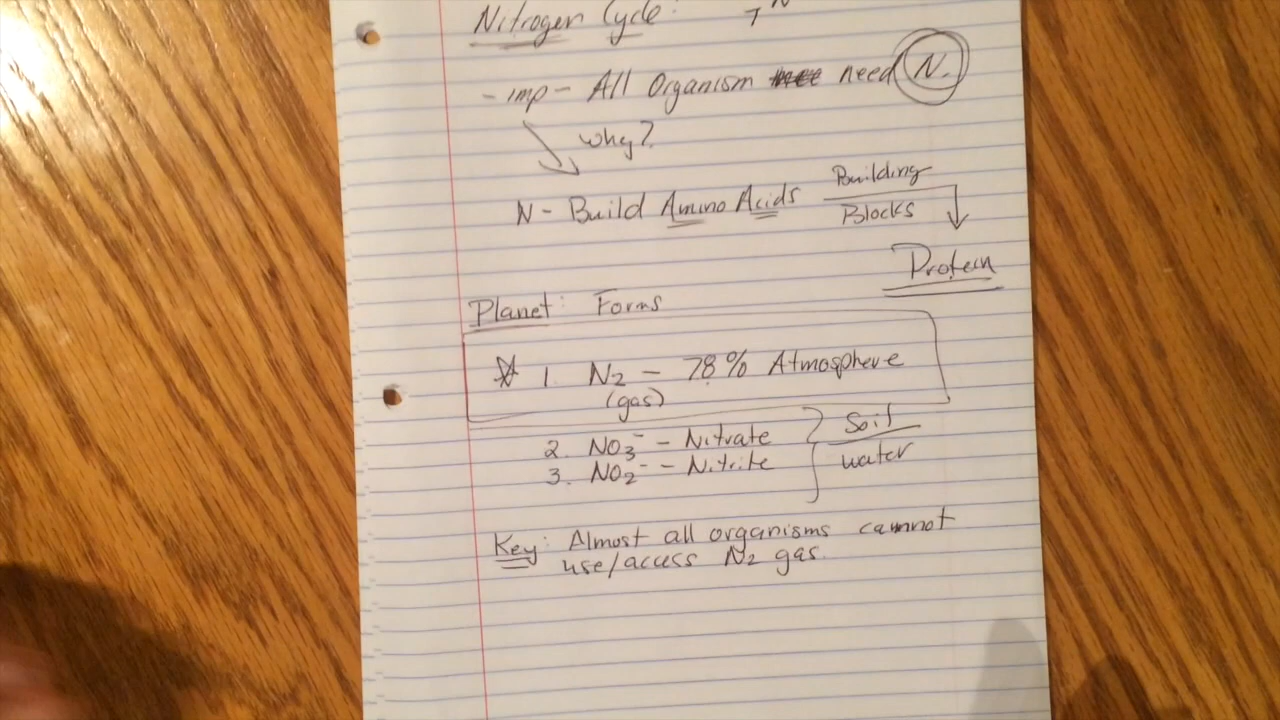 Nitrogen Cycle: 7 N
- imp - All Organism need N.
why?
N - Build Amino Acids Building Blocks
Protein
Planet: Forms
1. N2 - 78% Atmosphere
(gas)
2. NO3- - Nitrate
3. NO2- - Nitrite
Soil
water
Key: Almost all organisms cannot
use/access N2 gas.